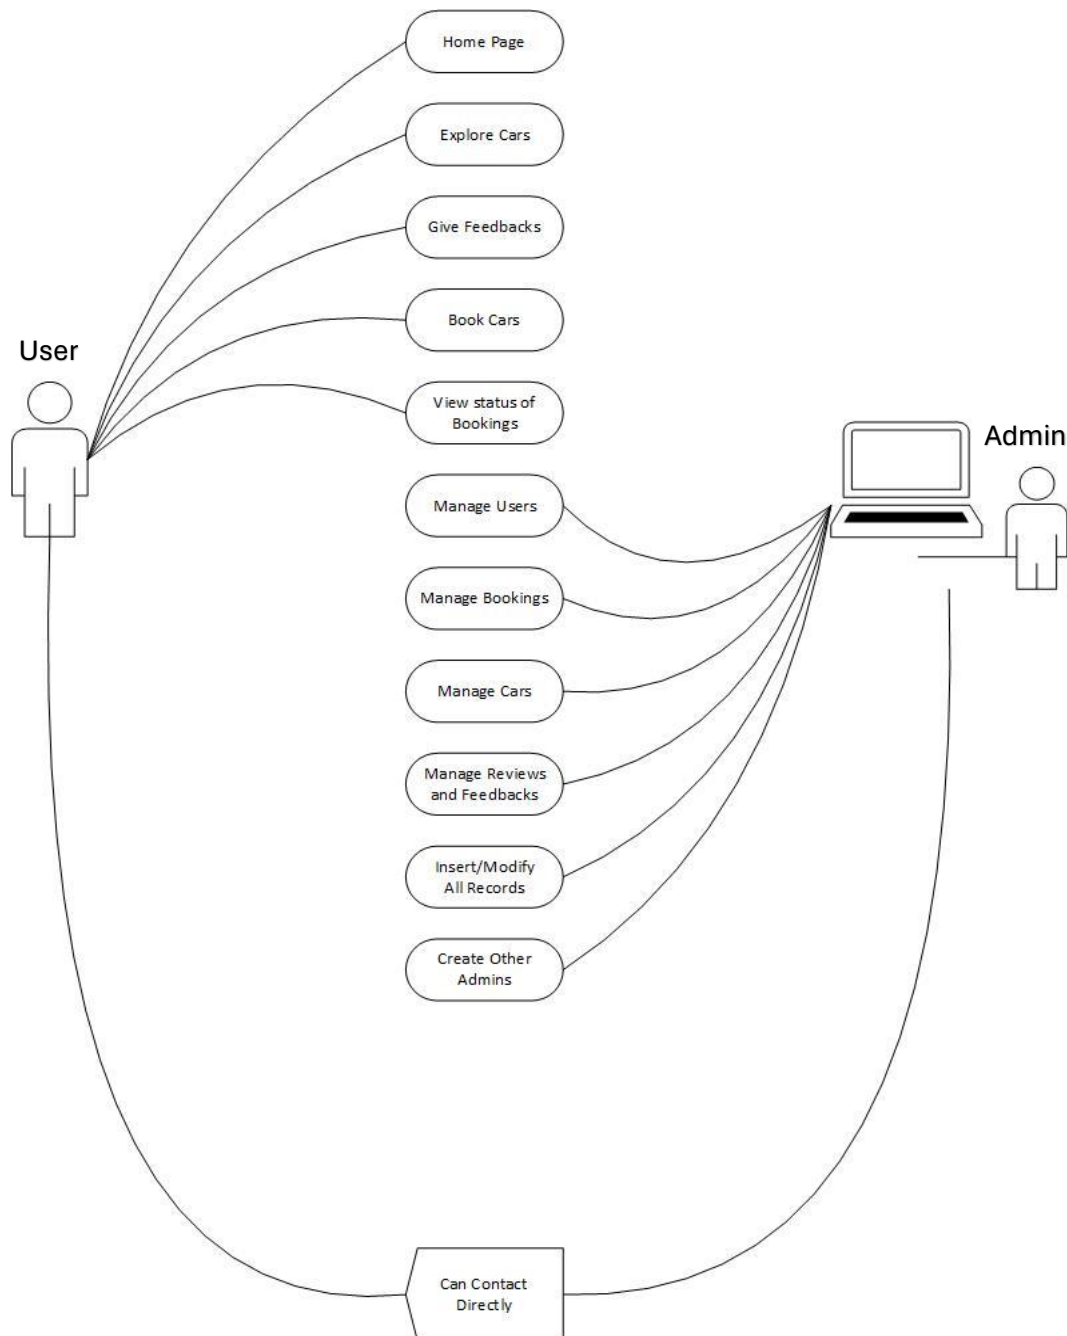 Home Page
Explore Cars
Give Feedbacks
Book Cars
User
View status of
Bookings
Admin
Manage Users
Manage Bookings
Manage Cars
Manage Reviews
and Feedbacks
Insert/Modify
All Records
Create Other
Admins
Can Contact
Directly